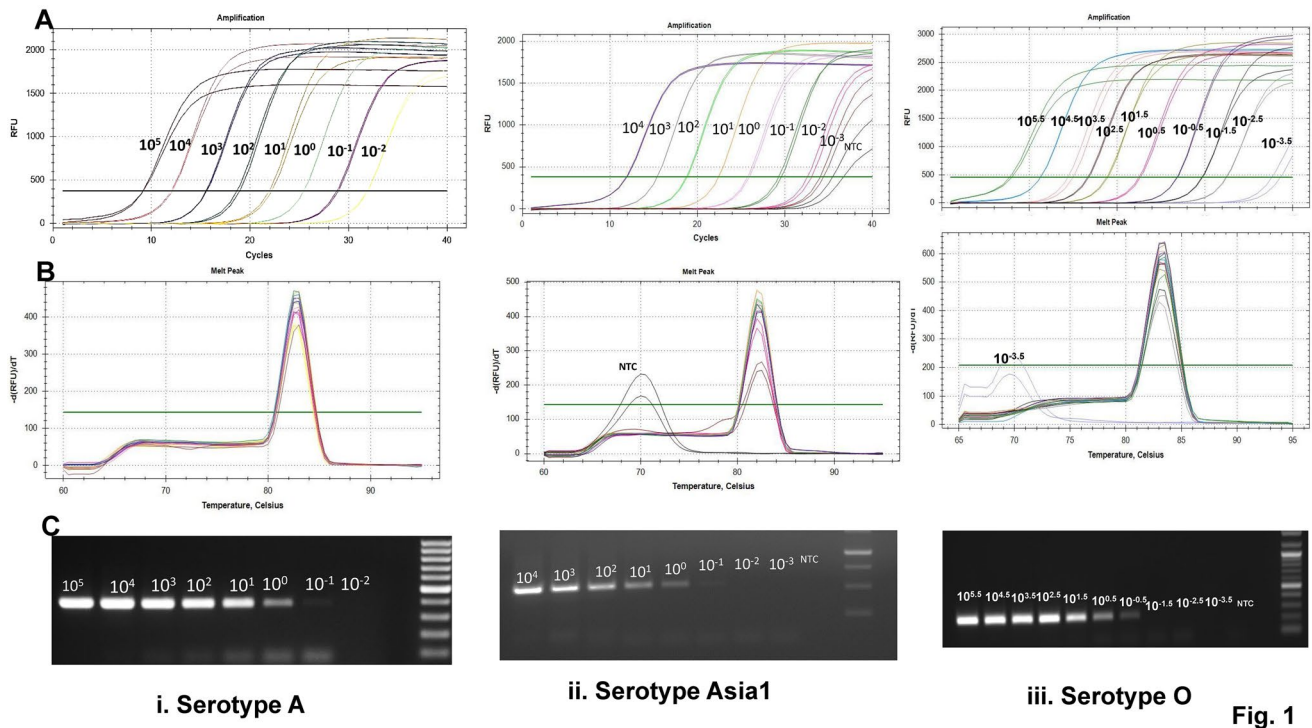 A
Amplification
RFU
2000
1500
1000
500
0
10⁵ 10⁴ 10³ 10² 10¹ 10⁰ 10⁻¹ 10⁻²
0 10 20 30 40
Cycles
Amplification
RFU
2000
1500
1000
500
0
10⁴ 10³ 10² 10¹ 10⁰ 10⁻¹ 10⁻² 10⁻³ NTC
0 10 20 30 40
Cycles
Amplification
RFU
3000
2500
2000
1500
1000
500
0
10⁵·⁵ 10⁴·⁵ 10³·⁵ 10²·⁵ 10¹·⁵ 10⁰·⁵ 10⁻⁰·⁵ 10⁻¹·⁵ 10⁻²·⁵ 10⁻³·⁵
B
Melt Peak
-d(RFU)/dT
400
300
200
100
0
60 70 80 90
Temperature, Celsius
Melt Peak
-d(RFU)/dT
500
400
300
200
100
0
NTC
60 70 80 90
Temperature, Celsius
Melt Peak
-d(RFU)/dT
600
500
400
300
200
100
0
10⁻³·⁵
65 70 75 80 85 90 95
Temperature, Celsius
C
10⁵ 10⁴ 10³ 10² 10¹ 10⁰ 10⁻¹ 10⁻²
10⁴ 10³ 10² 10¹ 10⁰ 10⁻¹ 10⁻² 10⁻³ NTC
10⁵·⁵ 10⁴·⁵ 10³·⁵ 10²·⁵ 10¹·⁵ 10⁰·⁵ 10⁻⁰·⁵ 10⁻¹·⁵ 10⁻²·⁵ 10⁻³·⁵ NTC
i. Serotype A
ii. Serotype Asia1
iii. Serotype O
Fig. 1